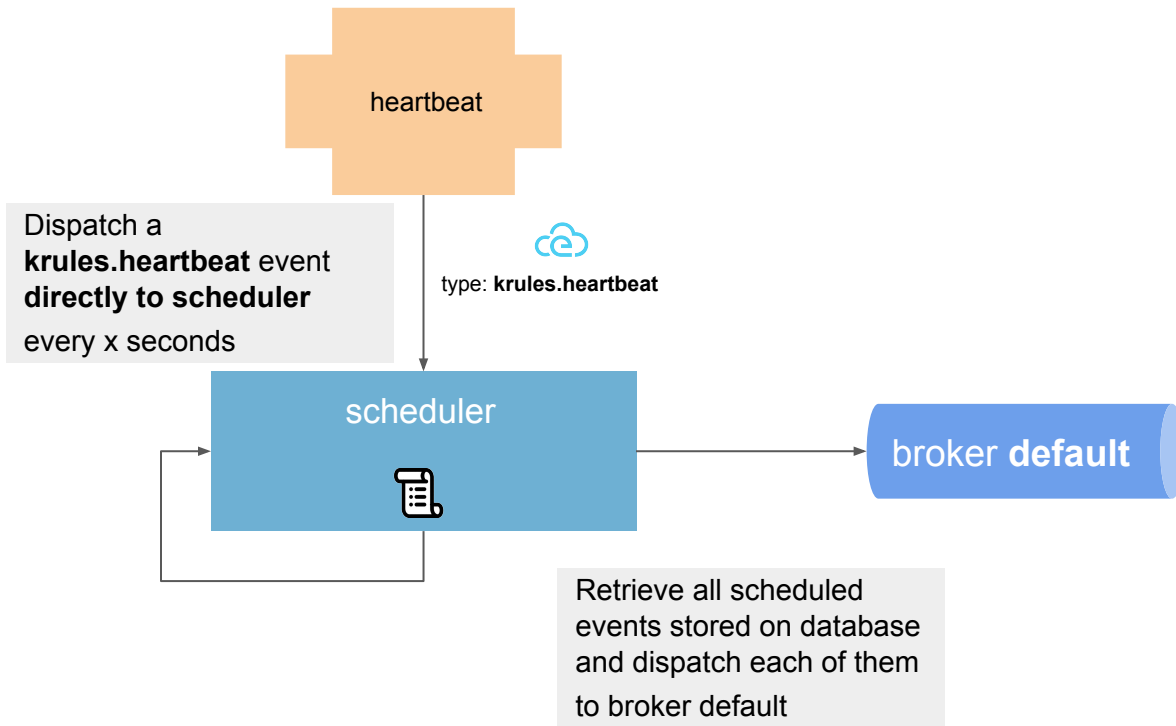 heartbeat
Dispatch a
krules.heartbeat event
directly to scheduler
every x seconds
type: krules.heartbeat
scheduler
broker default
Retrieve all scheduled
events stored on database
and dispatch each of them
to broker default